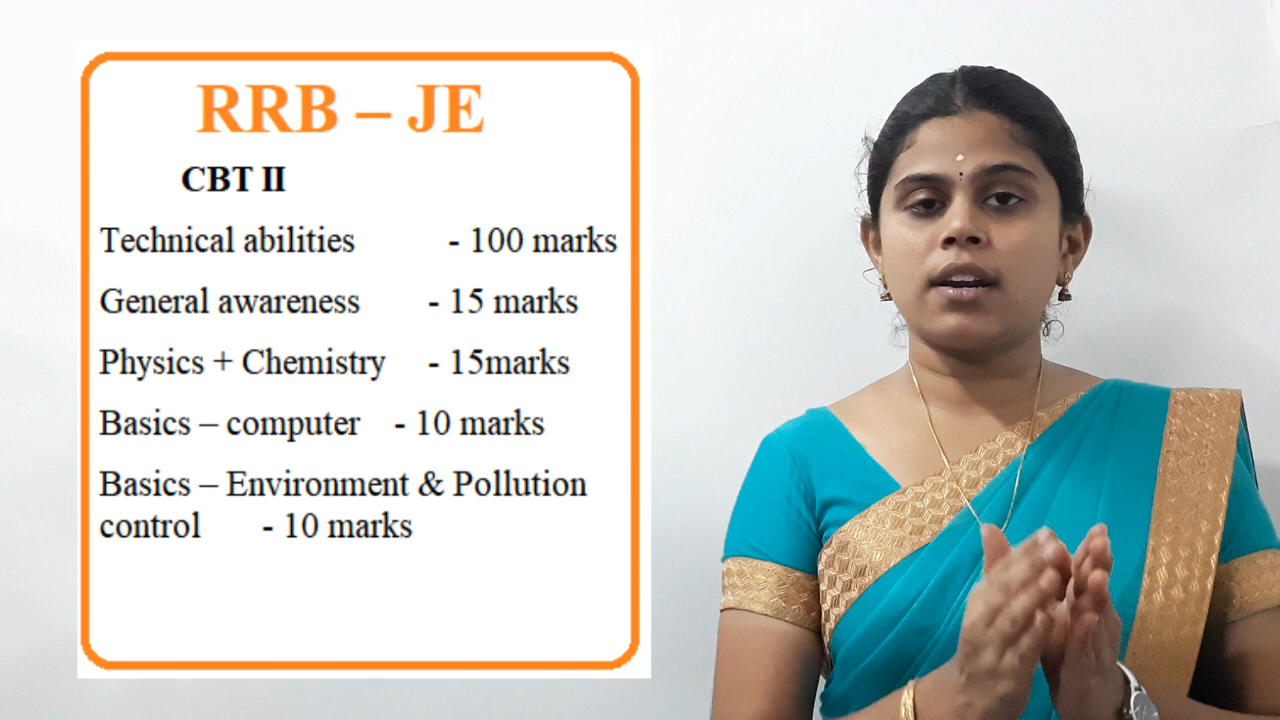 RRB – JE
CBT II
Technical abilities - 100 marks
General awareness - 15 marks
Physics + Chemistry - 15marks
Basics – computer - 10 marks
Basics – Environment & Pollution
control - 10 marks